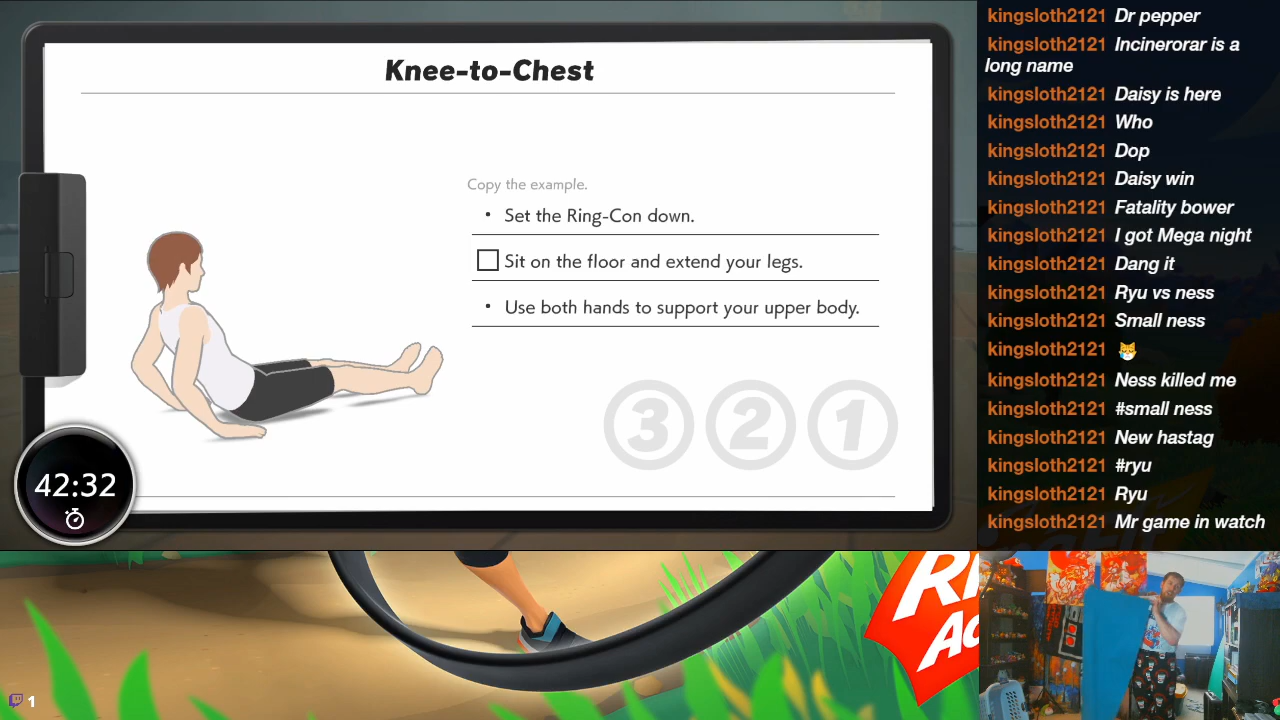 Knee-to-Chest
Copy the example.
• Set the Ring-Con down.
Sit on the floor and extend your legs.
• Use both hands to support your upper body.
3 2 1
42:32
kingsloth2121 Dr pepper
kingsloth2121 Incinerorar is a
long name
kingsloth2121 Daisy is here
kingsloth2121 Who
kingsloth2121 Dop
kingsloth2121 Daisy win
kingsloth2121 Fatality bower
kingsloth2121 I got Mega night
kingsloth2121 Dang it
kingsloth2121 Ryu vs ness
kingsloth2121 Small ness
kingsloth2121 😹
kingsloth2121 Ness killed me
kingsloth2121 #small ness
kingsloth2121 New hastag
kingsloth2121 #ryu
kingsloth2121 Ryu
kingsloth2121 Mr game in watch
1